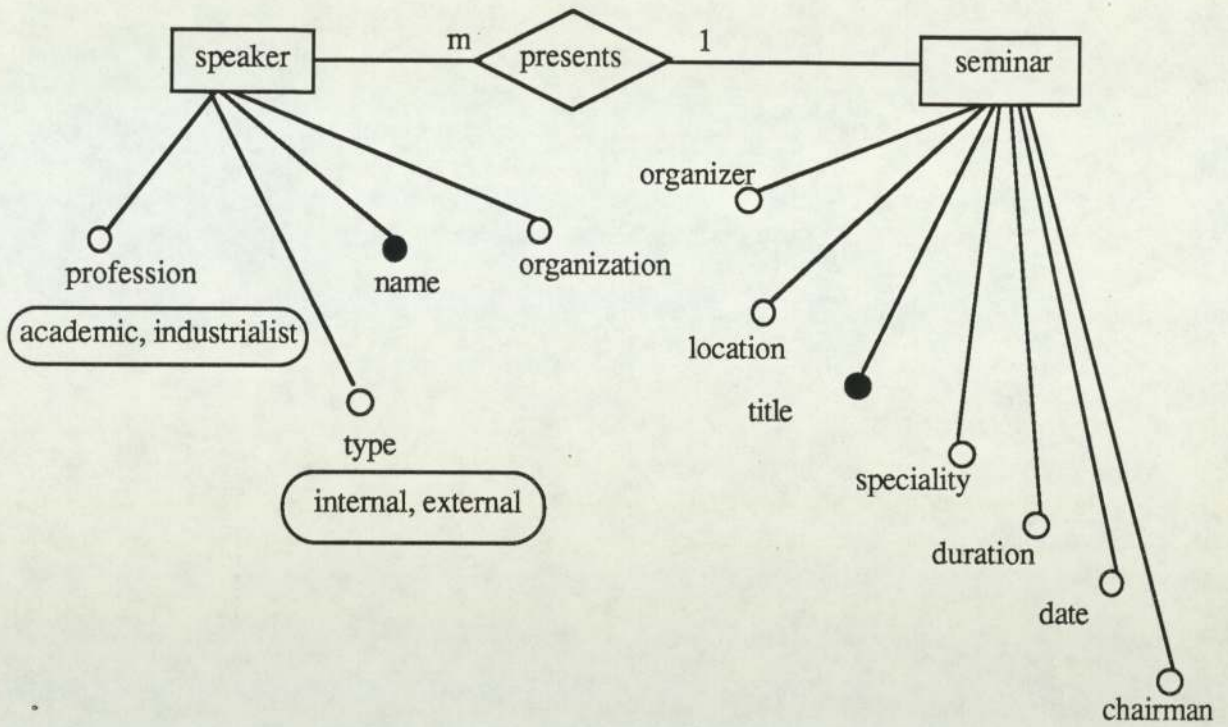 speaker
m
presents
1
seminar
organizer
profession
name
organization
academic, industrialist
location
title
type
internal, external
speciality
duration
date
chairman